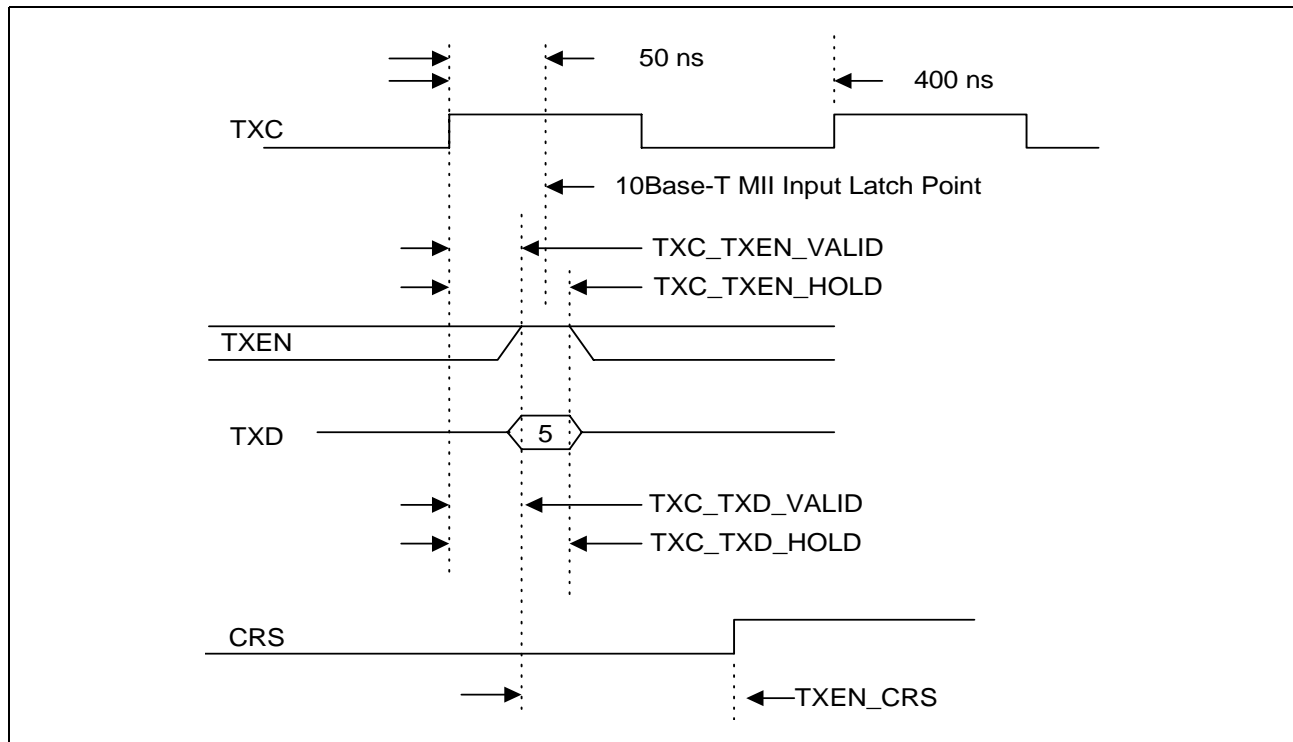 50 ns
400 ns
TXC
10Base-T MII Input Latch Point
TXC_TXEN_VALID
TXC_TXEN_HOLD
TXEN
TXD
5
TXC_TXD_VALID
TXC_TXD_HOLD
CRS
TXEN_CRS